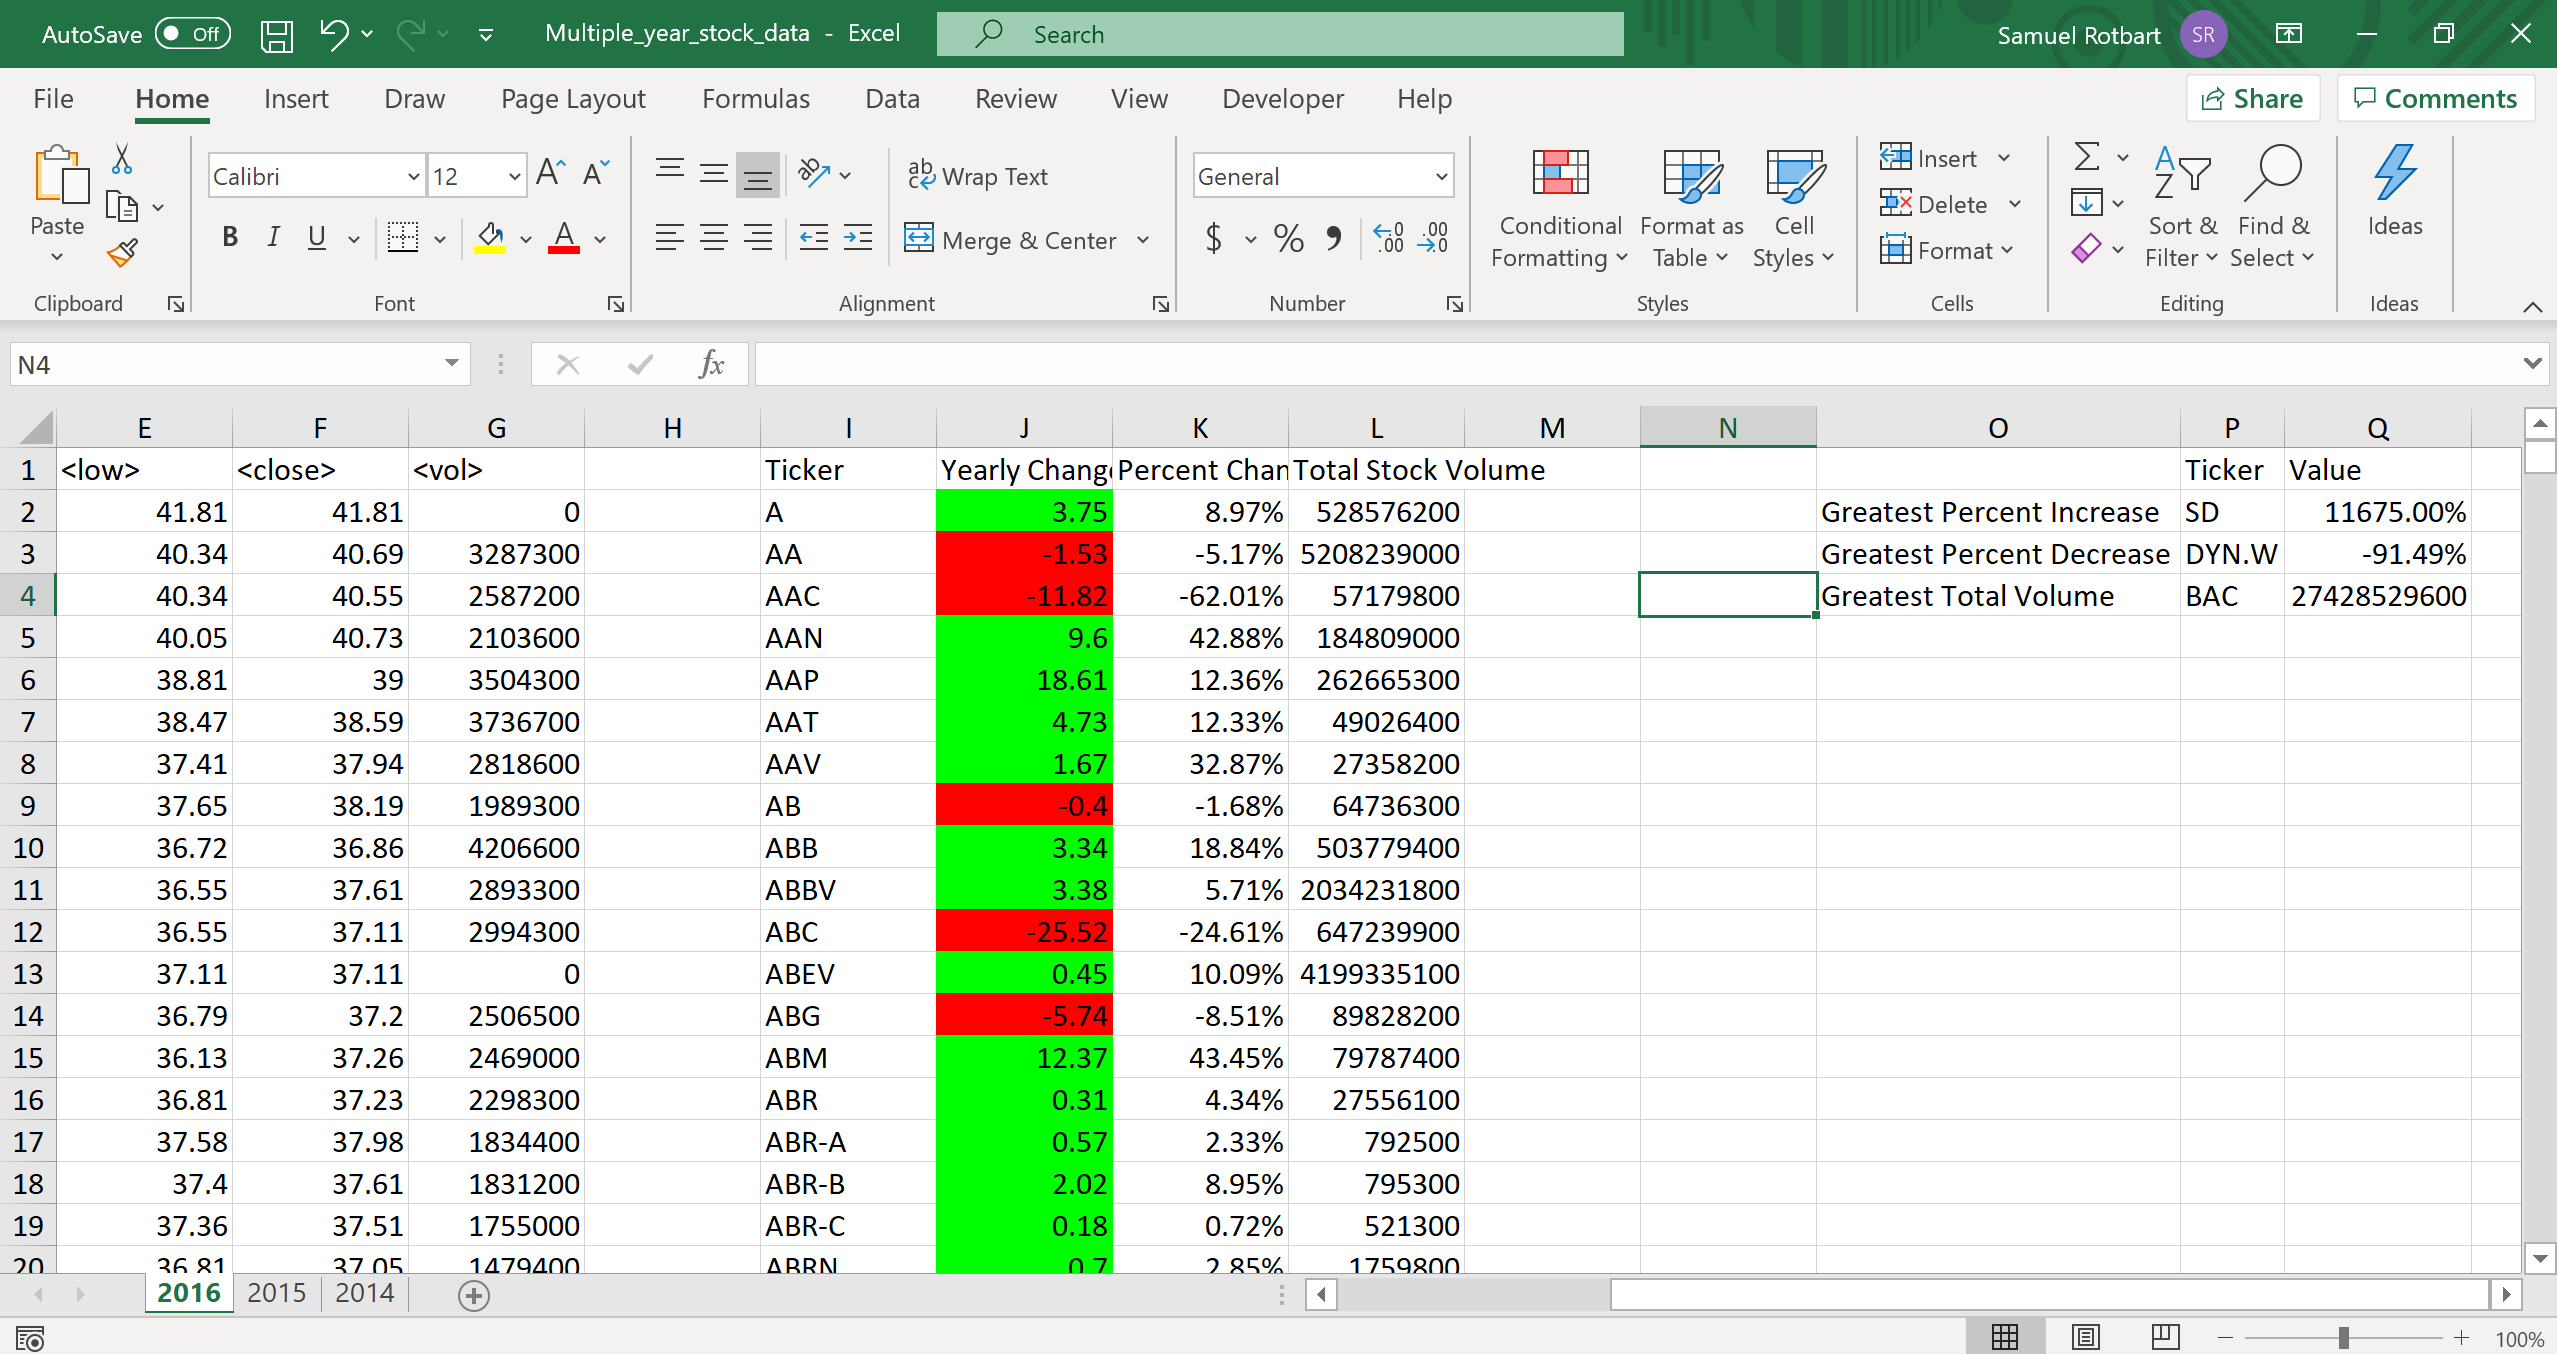 AutoSave Off Multiple_year_stock_data - Excel Search Samuel Rotbart SR
File Home Insert Draw Page Layout Formulas Data Review View Developer Help Share Comments
Paste
Calibri 12
B I U A
ab Wrap Text
Merge & Center
General
$ % 9 .00 .0
Conditional Formatting
Format as Table
Cell Styles
Insert
Delete
Format
Sort & Filter
Find & Select
Ideas
Clipboard Font Alignment Number Styles Cells Editing Ideas
N4 fx
E F G H I J K L M N O P Q
1 <low> <close> <vol> Ticker Yearly Chang Percent Chan Total Stock Volume Ticker Value
2 41.81 41.81 0 A 3.75 8.97% 528576200 Greatest Percent Increase SD 11675.00%
3 40.34 40.69 3287300 AA -1.53 -5.17% 5208239000 Greatest Percent Decrease DYN.W -91.49%
4 40.34 40.55 2587200 AAC -11.82 -62.01% 57179800 Greatest Total Volume BAC 27428529600
5 40.05 40.73 2103600 AAN 9.6 42.88% 184809000
6 38.81 39 3504300 AAP 18.61 12.36% 262665300
7 38.47 38.59 3736700 AAT 4.73 12.33% 49026400
8 37.41 37.94 2818600 AAV 1.67 32.87% 27358200
9 37.65 38.19 1989300 AB -0.4 -1.68% 64736300
10 36.72 36.86 4206600 ABB 3.34 18.84% 503779400
11 36.55 37.61 2893300 ABBV 3.38 5.71% 2034231800
12 36.55 37.11 2994300 ABC -25.52 -24.61% 647239900
13 37.11 37.11 0 ABEV 0.45 10.09% 4199335100
14 36.79 37.2 2506500 ABG -5.74 -8.51% 89828200
15 36.13 37.26 2469000 ABM 12.37 43.45% 79787400
16 36.81 37.23 2298300 ABR 0.31 4.34% 27556100
17 37.58 37.98 1834400 ABR-A 0.57 2.33% 792500
18 37.4 37.61 1831200 ABR-B 2.02 8.95% 795300
19 37.36 37.51 1755000 ABR-C 0.18 0.72% 521300
20 36.81 37.05 1479400 ABRN 0.7 2.85% 1759800
2016 2015 2014
100%